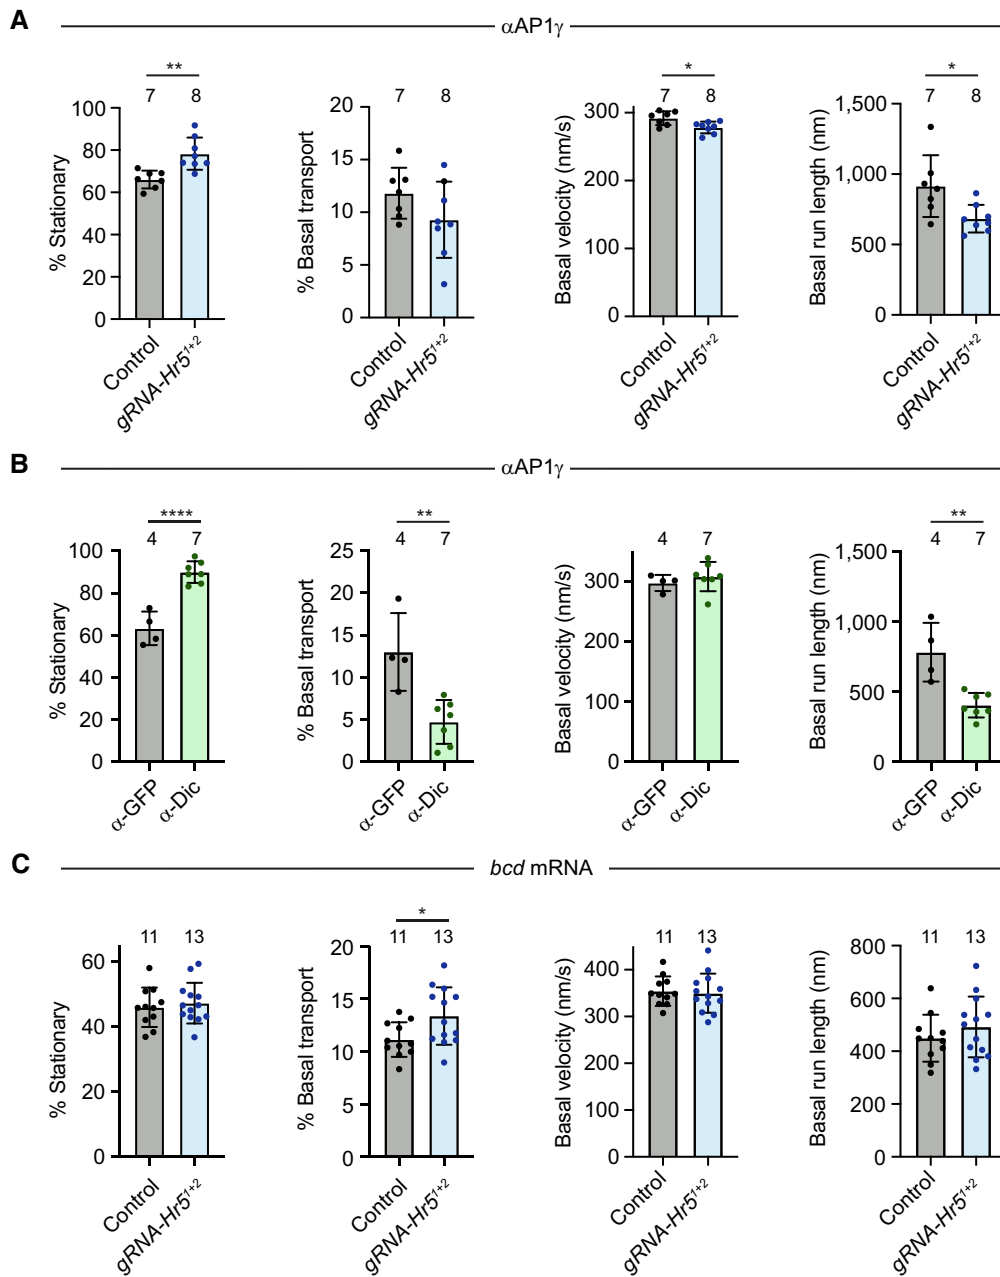 A
αAP1γ
**
7 8
% Stationary
100
80
60
40
20
0
Control
gRNA-Hr5¹⁺²
7 8
% Basal transport
20
15
10
5
0
Control
gRNA-Hr5¹⁺²
*
7 8
Basal velocity (nm/s)
300
200
100
0
Control
gRNA-Hr5¹⁺²
*
7 8
Basal run length (nm)
1,500
1,000
500
0
Control
gRNA-Hr5¹⁺²
B
αAP1γ
****
4 7
% Stationary
100
80
60
40
20
0
α-GFP
α-Dic
**
4 7
% Basal transport
25
20
15
10
5
0
α-GFP
α-Dic
4 7
Basal velocity (nm/s)
300
200
100
0
α-GFP
α-Dic
**
4 7
Basal run length (nm)
1,500
1,000
500
0
α-GFP
α-Dic
C
bcd mRNA
11 13
% Stationary
60
40
20
0
Control
gRNA-Hr5¹⁺²
*
11 13
% Basal transport
20
15
10
5
0
Control
gRNA-Hr5¹⁺²
11 13
Basal velocity (nm/s)
400
300
200
100
0
Control
gRNA-Hr5¹⁺²
11 13
Basal run length (nm)
800
600
400
200
0
Control
gRNA-Hr5¹⁺²